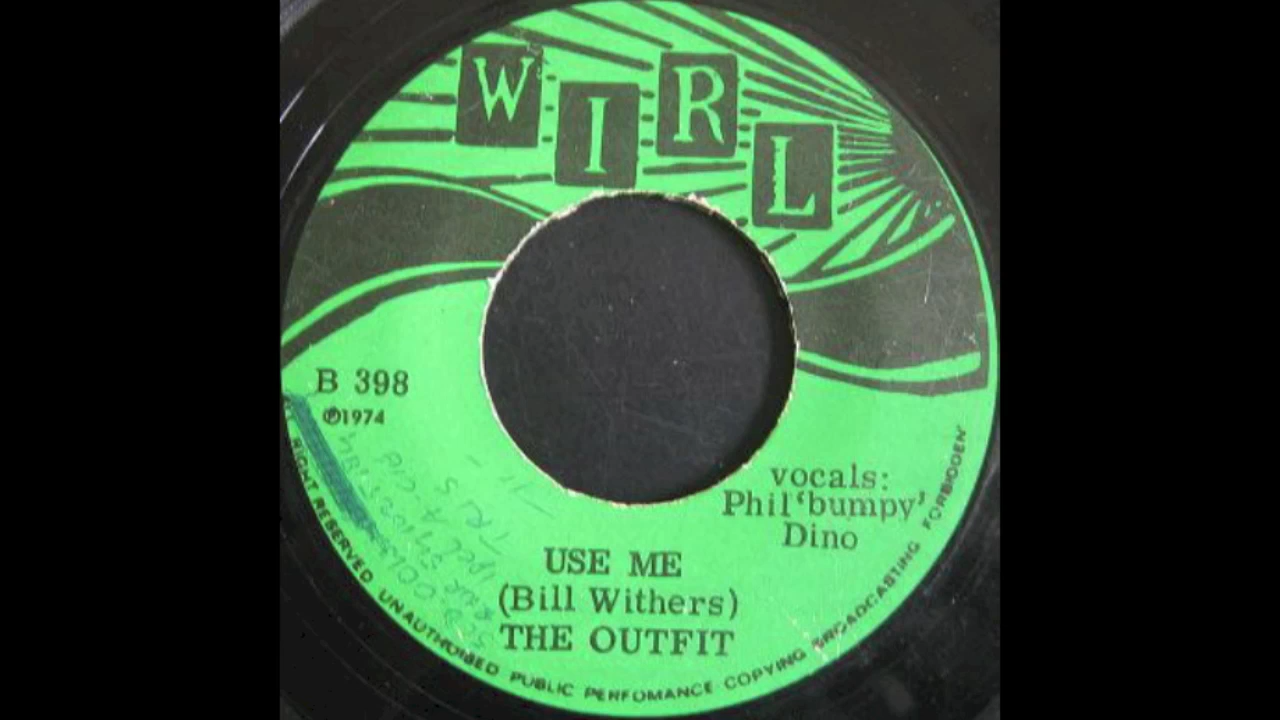 WIRL
B 398
℗1974
vocals:
Phil‘bumpy’
Dino
USE ME
(Bill Withers)
THE OUTFIT
RIGHT RESERVED UNAUTHORISED PUBLIC PERFOMANCE COPYING BROADCASTING FORBIDDEN